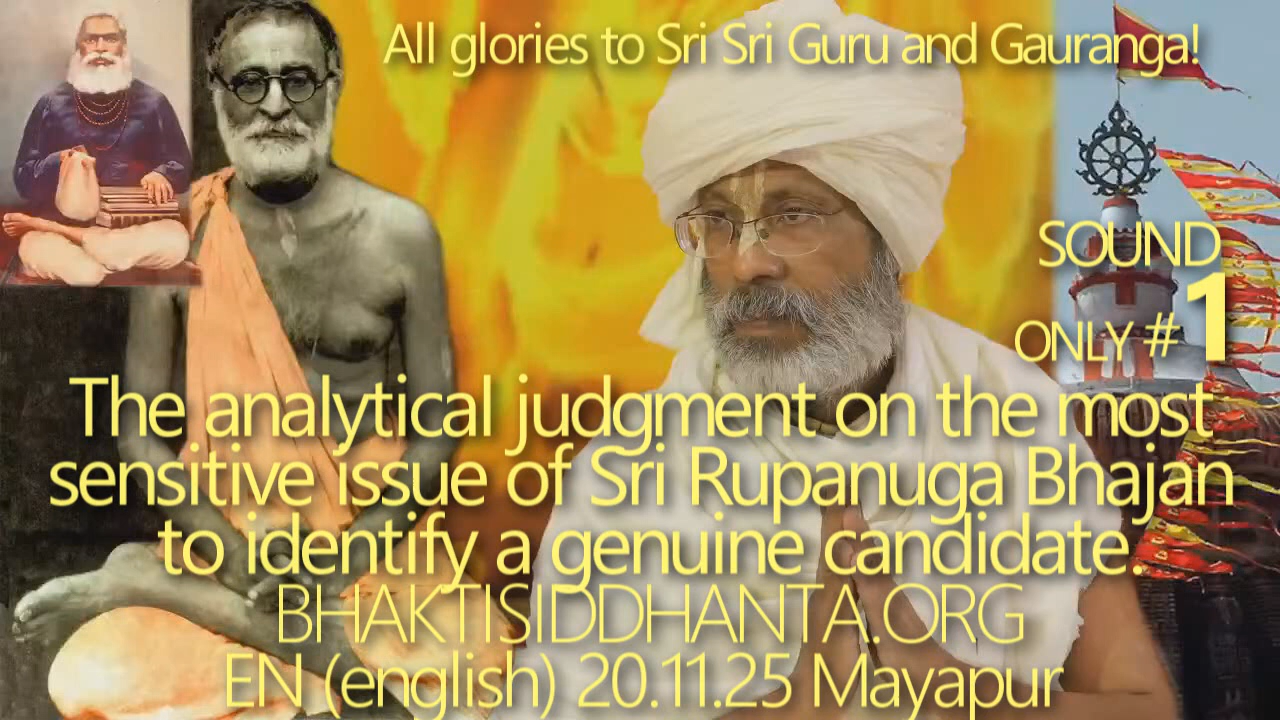 All glories to Sri Sri Guru and Gauranga!
SOUND
ONLY # 1
The analytical judgment on the most
sensitive issue of Sri Rupanuga Bhajan
to identify a genuine candidate.
BHAKTISIDDHANTA.ORG
EN (english) 20.11.25 Mayapur